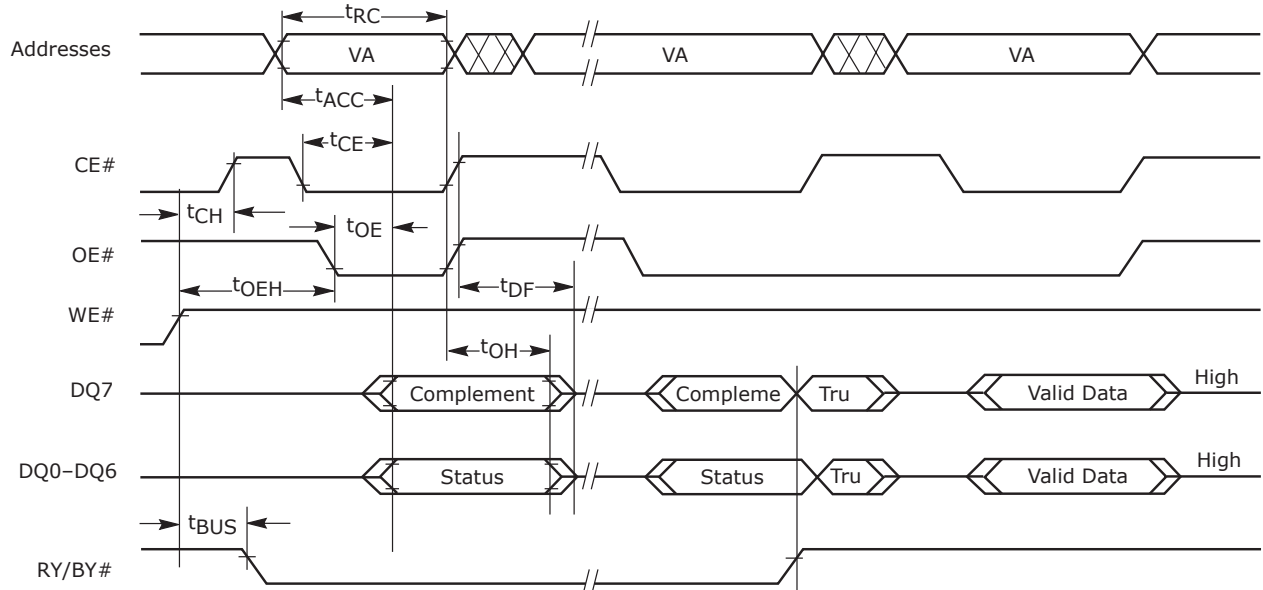 tRC
Addresses VA VA VA
tACC
tCE
CE#
tCH
tOE
OE#
tOEH tDF
WE#
tOH
DQ7 Complement Compleme Tru Valid Data High
DQ0–DQ6 Status Status Tru Valid Data High
tBUS
RY/BY#